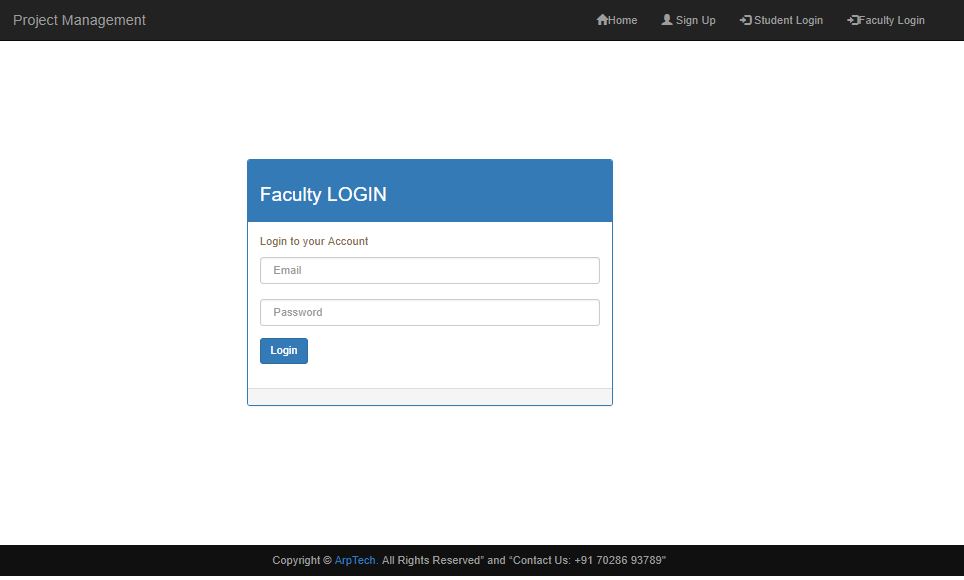 Project Management Home Sign Up Student Login Faculty Login
Faculty LOGIN
Login to your Account
Email
Password
Login
Copyright © ArpTech. All Rights Reserved” and “Contact Us: +91 70286 93789"